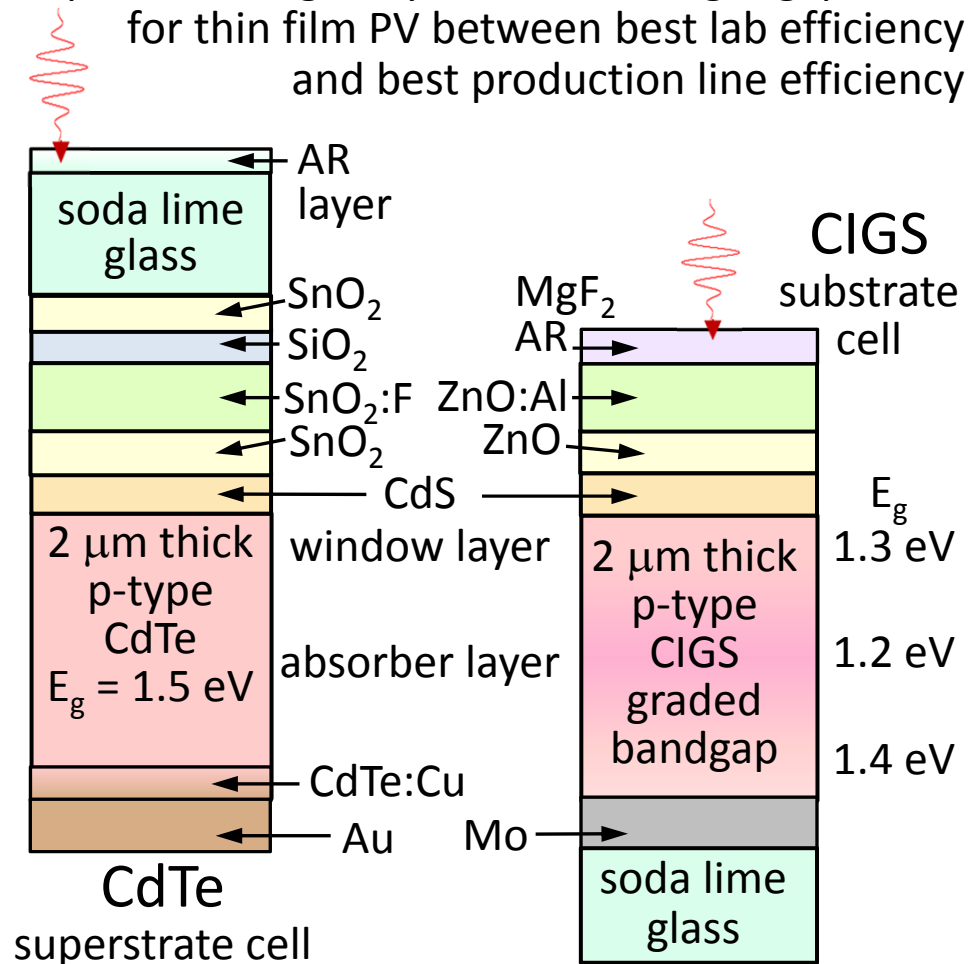 for thin film PV between best lab efficiency
and best production line efficiency
AR
layer
soda lime
glass
SnO₂
SiO₂
SnO₂:F
SnO₂
CdS
window layer
2 μm thick
p-type
CdTe
E_g = 1.5 eV
absorber layer
CdTe:Cu
Au
CdTe
superstrate cell
CIGS
substrate
cell
MgF₂
AR
ZnO:Al
ZnO
E_g
1.3 eV
2 μm thick
p-type
CIGS
graded
bandgap
1.2 eV
1.4 eV
Mo
soda lime
glass